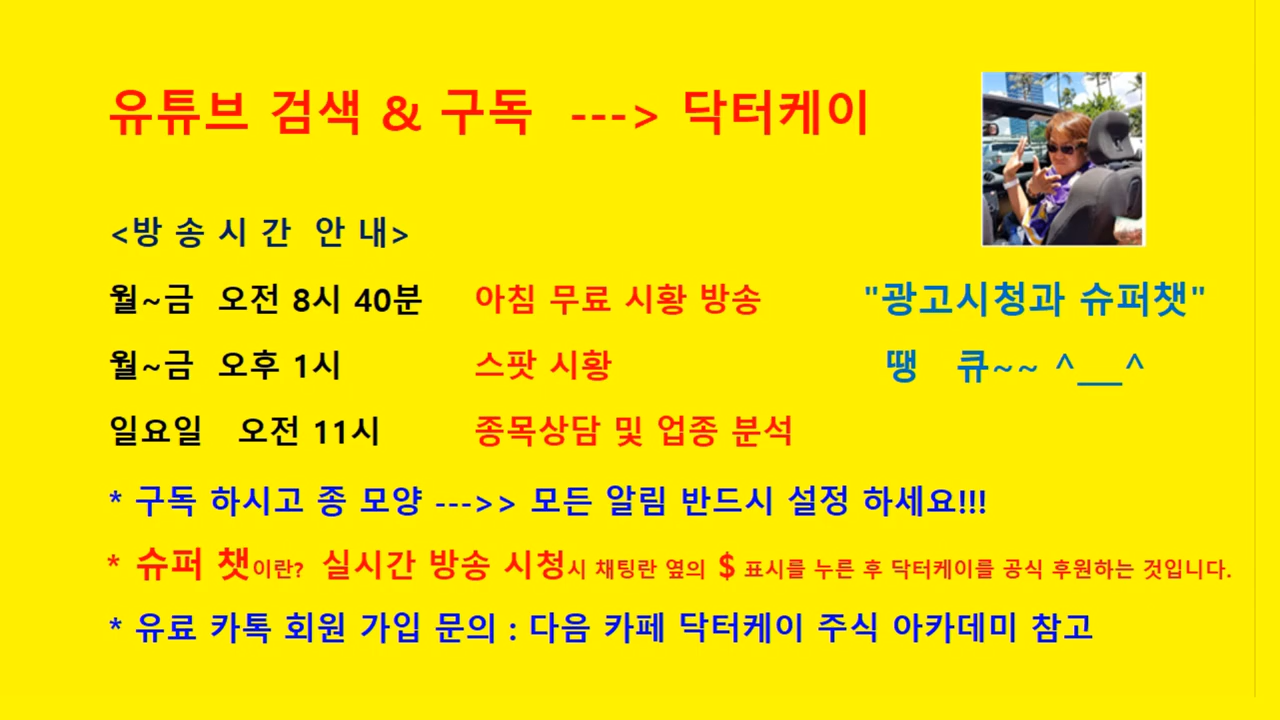 유튜브 검색 & 구독 ---> 닥터케이
<방 송 시 간 안 내>
월~금 오전 8시 40분 아침 무료 시황 방송 "광고시청과 슈퍼챗"
월~금 오후 1시 스팟 시황 땡 큐~~ ^__^
일요일 오전 11시 종목상담 및 업종 분석
* 구독 하시고 종 모양 --->> 모든 알림 반드시 설정 하세요!!!
* 슈퍼 챗이란? 실시간 방송 시청시 채팅란 옆의 $ 표시를 누른 후 닥터케이를 공식 후원하는 것입니다.
* 유료 카톡 회원 가입 문의 : 다음 카페 닥터케이 주식 아카데미 참고